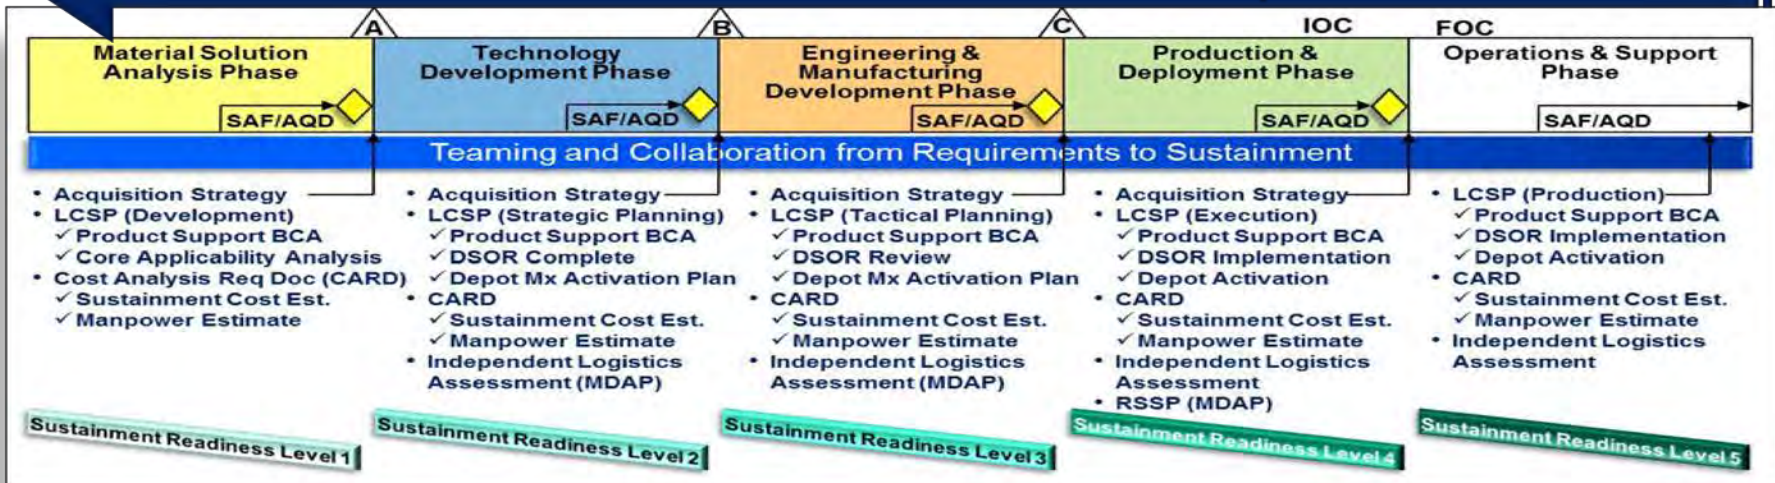 A
B
C
IOC
FOC
Material Solution
Analysis Phase
SAF/AQD
Technology
Development Phase
SAF/AQD
Engineering &
Manufacturing
Development Phase
SAF/AQD
Production &
Deployment Phase
SAF/AQD
Operations & Support
Phase
SAF/AQD
Teaming and Collaboration from Requirements to Sustainment
• Acquisition Strategy
• LCSP (Development)
✓ Product Support BCA
✓ Core Applicability Analysis
• Cost Analysis Req Doc (CARD)
✓ Sustainment Cost Est.
✓ Manpower Estimate
• Acquisition Strategy
• LCSP (Strategic Planning)
✓ Product Support BCA
✓ DSOR Complete
✓ Depot Mx Activation Plan
• CARD
✓ Sustainment Cost Est.
✓ Manpower Estimate
• Independent Logistics
Assessment (MDAP)
• Acquisition Strategy
• LCSP (Tactical Planning)
✓ Product Support BCA
✓ DSOR Review
✓ Depot Mx Activation Plan
• CARD
✓ Sustainment Cost Est.
✓ Manpower Estimate
• Independent Logistics
Assessment (MDAP)
• Acquisition Strategy
• LCSP (Execution)
✓ Product Support BCA
✓ DSOR Implementation
✓ Depot Activation
• CARD
✓ Sustainment Cost Est.
✓ Manpower Estimate
• Independent Logistics
Assessment
• RSSP (MDAP)
• LCSP (Production)
✓ Product Support BCA
✓ DSOR Implementation
✓ Depot Activation
• CARD
✓ Sustainment Cost Est.
✓ Manpower Estimate
• Independent Logistics
Assessment
Sustainment Readiness Level 1
Sustainment Readiness Level 2
Sustainment Readiness Level 3
Sustainment Readiness Level 4
Sustainment Readiness Level 5